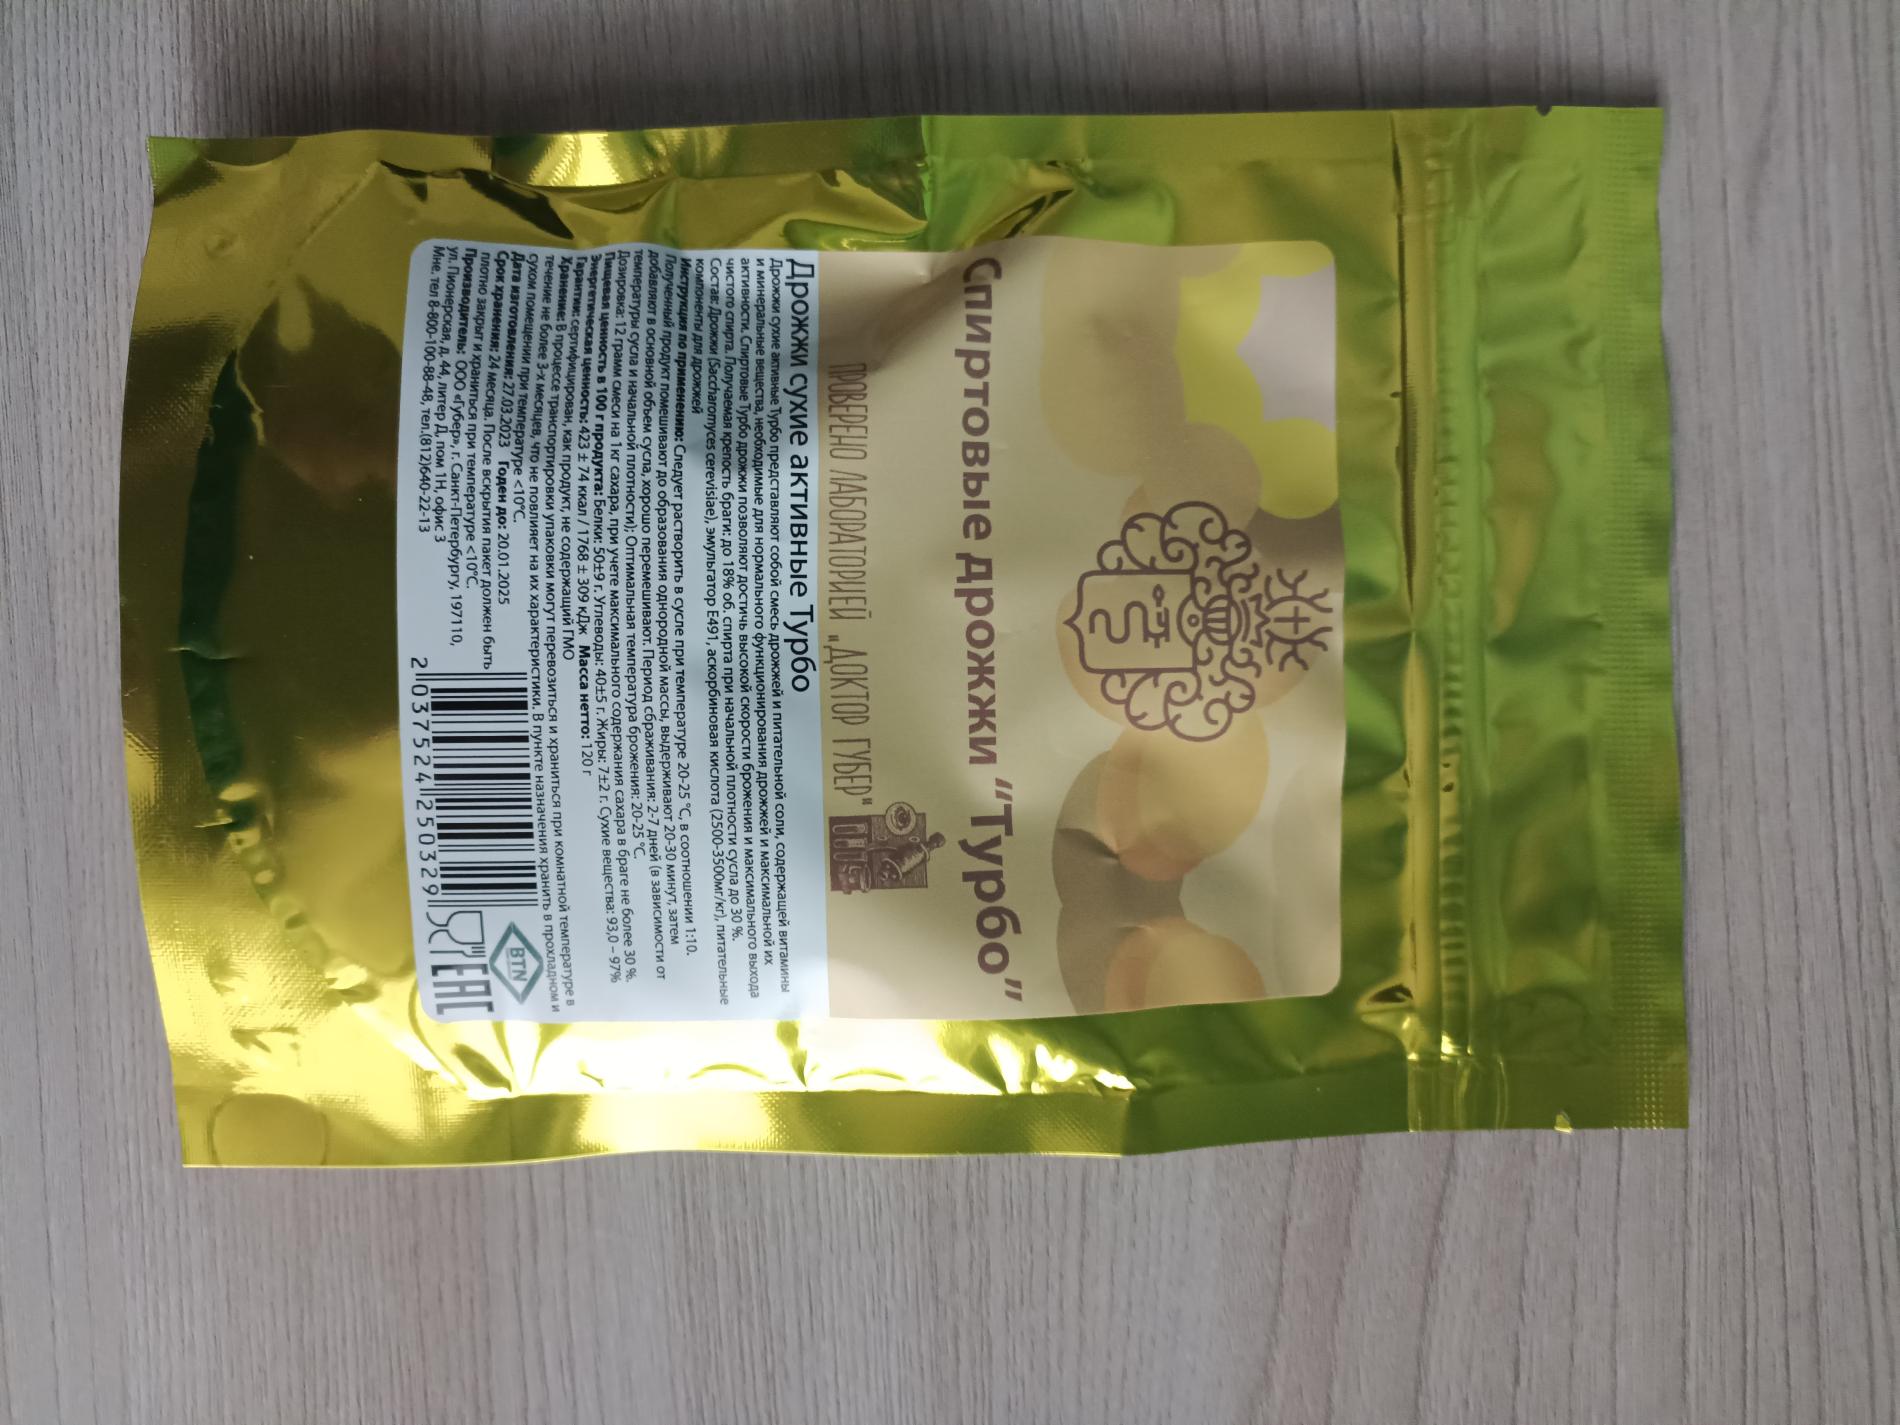 Спиртовые дрожжи “Турбо”
ПРОВЕРЕНО ЛАБОРАТОРИЕЙ „ДОКТОР ГУБЕР“
Дрожжи сухие активные Турбо
Дрожжи сухие активные Турбо представляют собой смесь дрожжей и питательной соли, содержащей витамины
и минеральные вещества, необходимые для нормального функционирования дрожжей и максимальной их
активности. Спиртовые Турбо дрожжи позволяют достичь высокой скорости брожения и максимального выхода
чистого спирта. Получаемая крепость браги: до 18% об. спирта при начальной плотности сусла до 30 %.
Состав: Дрожжи (Saccharomyces cerevisiae), эмульгатор E491, аскорбиновая кислота (2500-3500мг/кг), питательные
компоненты для дрожжей
Инструкция по применению: Следует растворить в сусле при температуре 20-25 °С, в соотношении 1:10.
Полученный продукт помешивают до образования однородной массы, выдерживают 20-30 минут, затем
добавляют в основной объем сусла, хорошо перемешивают. Период сбраживания: 2-7 дней (в зависимости от
температуры сусла и начальной плотности); Оптимальная температура брожения: 20-25 °С.
Дозировка: 12 грамм смеси на 1 кг сахара, при учете максимального содержания сахара в браге не более 30 %.
Пищевая ценность в 100 г продукта: Белки: 50±9 г. Углеводы: 40±5 г. Жиры: 7±2 г. Сухие вещества: 93,0 – 97%
Энергетическая ценность: 423 ± 74 ккал / 1768 ± 309 кДж Масса нетто: 120 г
Гарантии: сертифицирован, как продукт, не содержащий ГМО
Хранение: В процессе транспортировки упаковки могут перевозиться и храниться при комнатной температуре в
течение не более 3-х месяцев, что не повлияет на их характеристики. В пункте назначения хранить в прохладном и
сухом помещении при температуре <10°С.
Дата изготовления: 27.03.2023 Годен до: 20.01.2025
Срок хранения: 24 месяца. После вскрытия пакет должен быть
плотно закрыт и храниться при температуре <10°С.
Производитель: ООО «Губер», г. Санкт-Петербург, 197110,
ул. Пионерская, д. 44, литер Д, пом 1Н, офис 3
Мне, тел 8-800-100-88-48, тел.(812)640-22-13
BTN
EAC
2 037524 250329